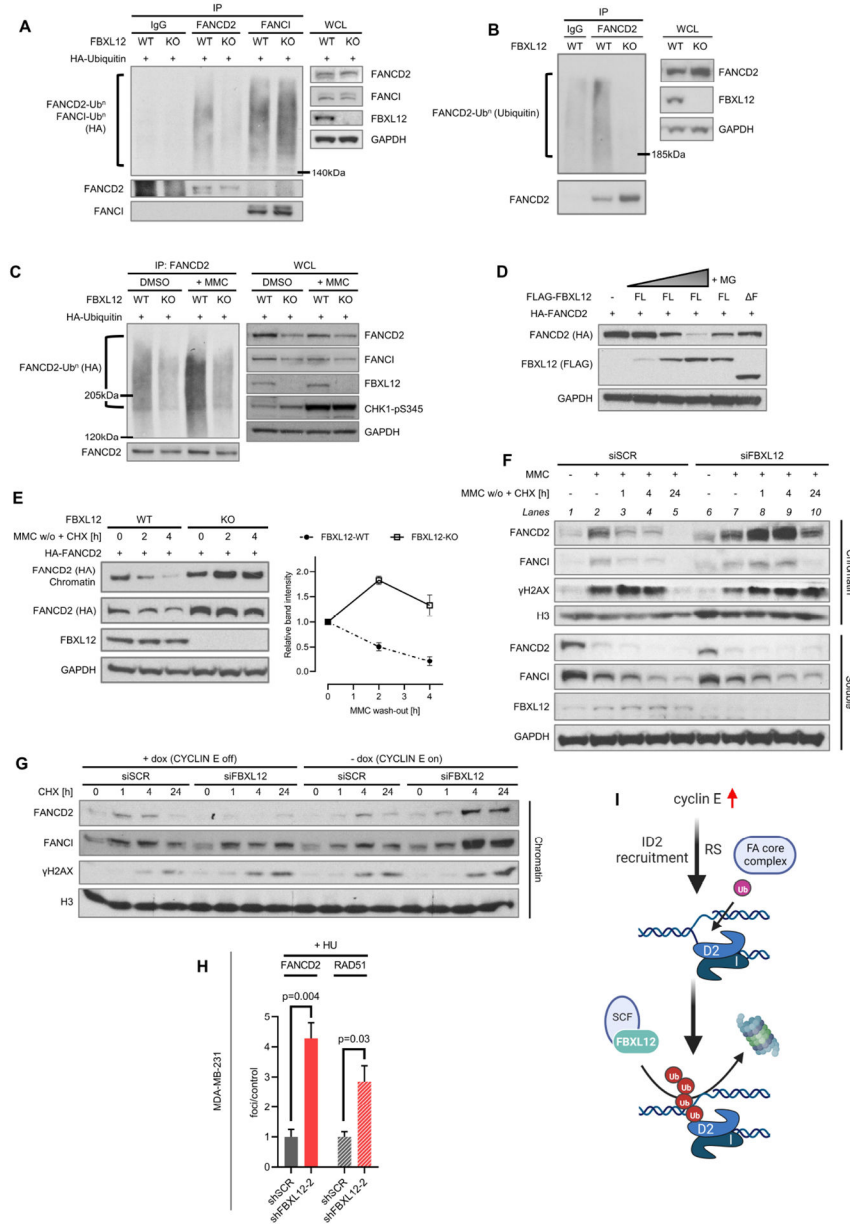 A
IP
IgG FANCD2 FANCI WCL
FBXL12 WT KO WT KO WT KO WT KO
HA-Ubiquitin + + + + + + + +
FANCD2-Ubⁿ
FANCI-Ubⁿ
(HA)
140kDa
FANCD2
FANCI
FANCD2
FANCI
FBXL12
GAPDH
B
IP
IgG FANCD2 WCL
FBXL12 WT WT KO WT KO
FANCD2-Ubⁿ (Ubiquitin)
185kDa
FANCD2
FANCD2
FBXL12
GAPDH
C
IP: FANCD2 WCL
DMSO + MMC DMSO + MMC
FBXL12 WT KO WT KO WT KO WT KO
HA-Ubiquitin + + + + + + + +
FANCD2-Ubⁿ (HA)
205kDa
120kDa
FANCD2
FANCD2
FANCI
FBXL12
CHK1-pS345
GAPDH
D
+ MG
FLAG-FBXL12 - FL FL FL FL ΔF
HA-FANCD2 + + + + + +
FANCD2 (HA)
FBXL12 (FLAG)
GAPDH
E
FBXL12 WT KO
MMC w/o + CHX [h] 0 2 4 0 2 4
HA-FANCD2 + + + + + +
FANCD2 (HA)
Chromatin
FANCD2 (HA)
FBXL12
GAPDH
FBXL12-WT FBXL12-KO
Relative band intensity
2.0
1.5
1.0
0.5
0.0
0 2 4
MMC wash-out [h]
F
siSCR siFBXL12
MMC - + + + + - + + + +
MMC w/o + CHX [h] - - 1 4 24 - - 1 4 24
Lanes 1 2 3 4 5 6 7 8 9 10
FANCD2
FANCI
γH2AX
H3
Chromatin
FANCD2
FANCI
FBXL12
GAPDH
Soluble
G
+ dox (CYCLIN E off) - dox (CYCLIN E on)
siSCR siFBXL12 siSCR siFBXL12
CHX [h] 0 1 4 24 0 1 4 24 0 1 4 24 0 1 4 24
FANCD2
FANCI
γH2AX
H3
Chromatin
H
+ HU
FANCD2 RAD51
p=0.004
p=0.03
MDA-MB-231
foci/control
5
4
3
2
1
0
shSCR
shFBXL12-2
shSCR
shFBXL12-2
I
cyclin E
ID2
recruitment
RS
FA core
complex
Ub
D2
I
SCF
FBXL12
Ub
Ub
Ub
Ub
D2
I